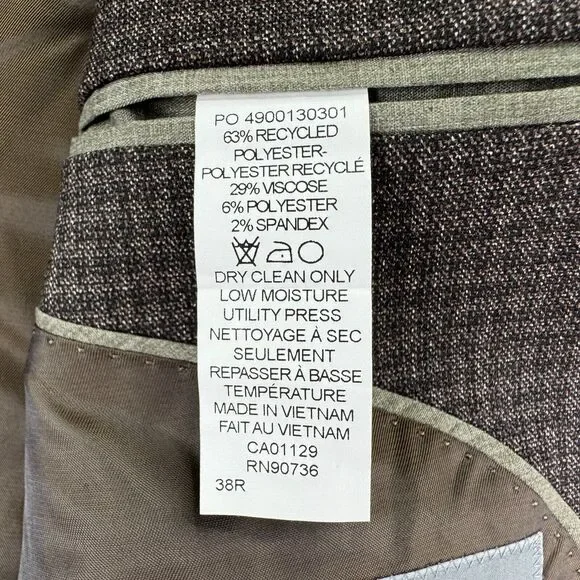 PO 4900130301
63% RECYCLED
POLYESTER-
POLYESTER RECYCLÉ
29% VISCOSE
6% POLYESTER
2% SPANDEX
DRY CLEAN ONLY
LOW MOISTURE
UTILITY PRESS
NETTOYAGE À SEC
SEULEMENT
REPASSER À BASSE
TEMPÉRATURE
MADE IN VIETNAM
FAIT AU VIETNAM
CA01129
RN90736
38R